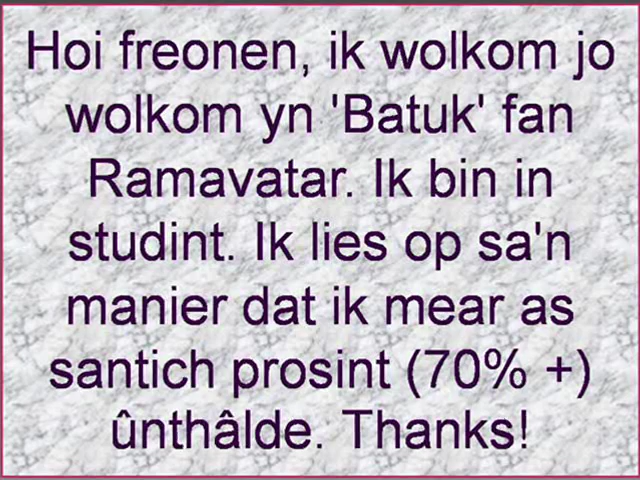 Hoi freonen, ik wolkom jo
wolkom yn 'Batuk' fan
Ramavatar. Ik bin in
studint. Ik lies op sa'n
manier dat ik mear as
santich prosint (70% +)
ûnthâlde. Thanks!